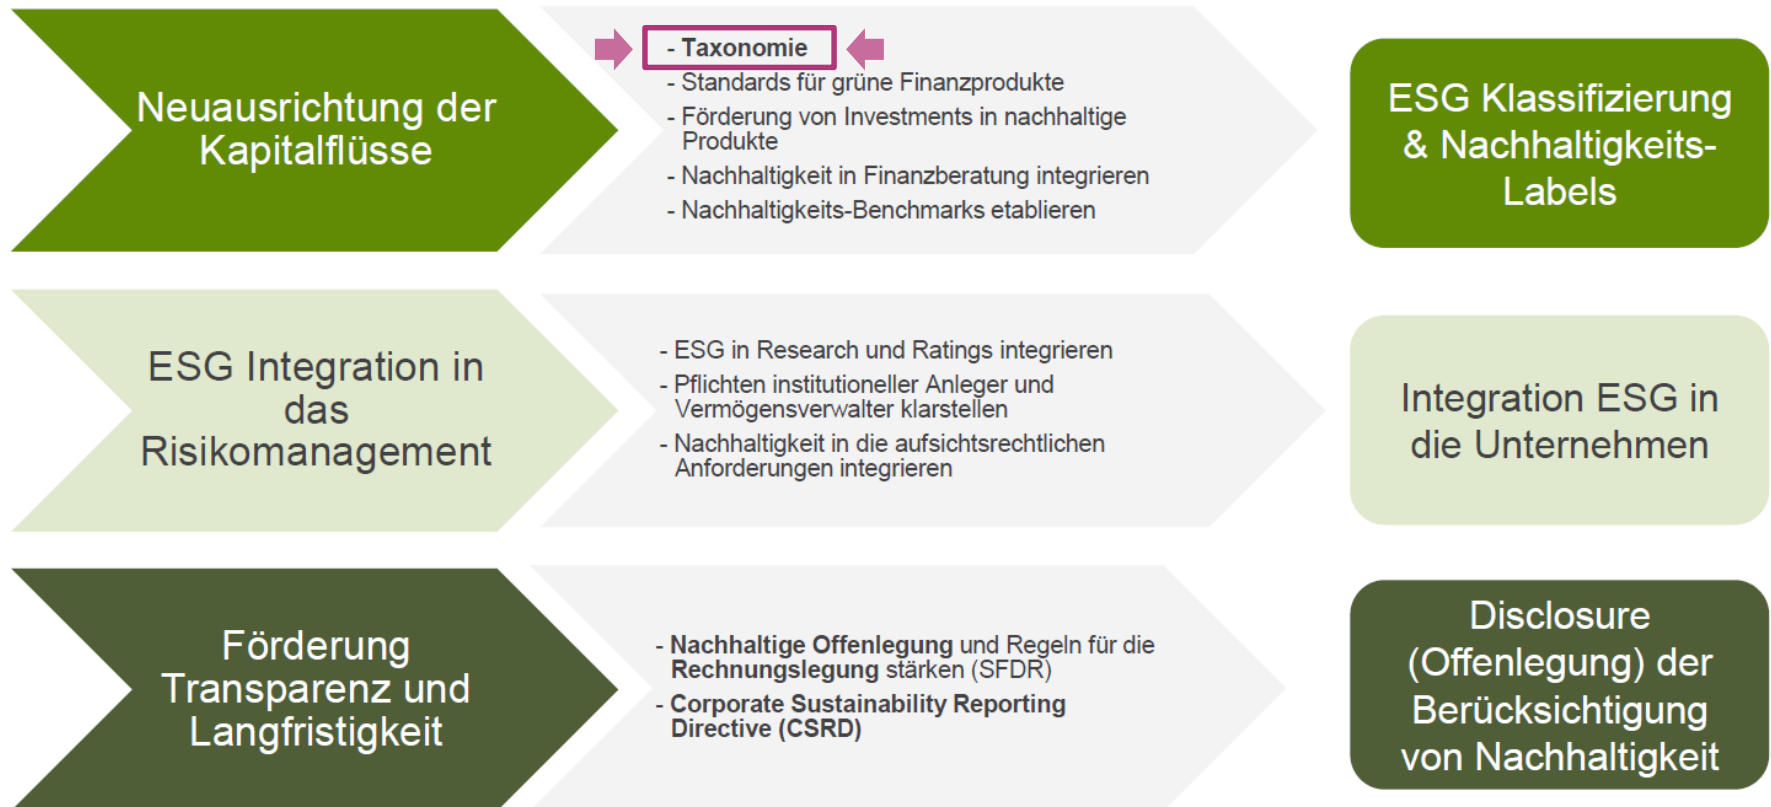 Neuausrichtung der
Kapitalflüsse
- Taxonomie
- Standards für grüne Finanzprodukte
- Förderung von Investments in nachhaltige
Produkte
- Nachhaltigkeit in Finanzberatung integrieren
- Nachhaltigkeits-Benchmarks etablieren
ESG Klassifizierung
& Nachhaltigkeits-
Labels
ESG Integration in
das
Risikomanagement
- ESG in Research und Ratings integrieren
- Pflichten institutioneller Anleger und
Vermögensverwalter klarstellen
- Nachhaltigkeit in die aufsichtsrechtlichen
Anforderungen integrieren
Integration ESG in
die Unternehmen
Förderung
Transparenz und
Langfristigkeit
- Nachhaltige Offenlegung und Regeln für die
Rechnungslegung stärken (SFDR)
- Corporate Sustainability Reporting
Directive (CSRD)
Disclosure
(Offenlegung) der
Berücksichtigung
von Nachhaltigkeit